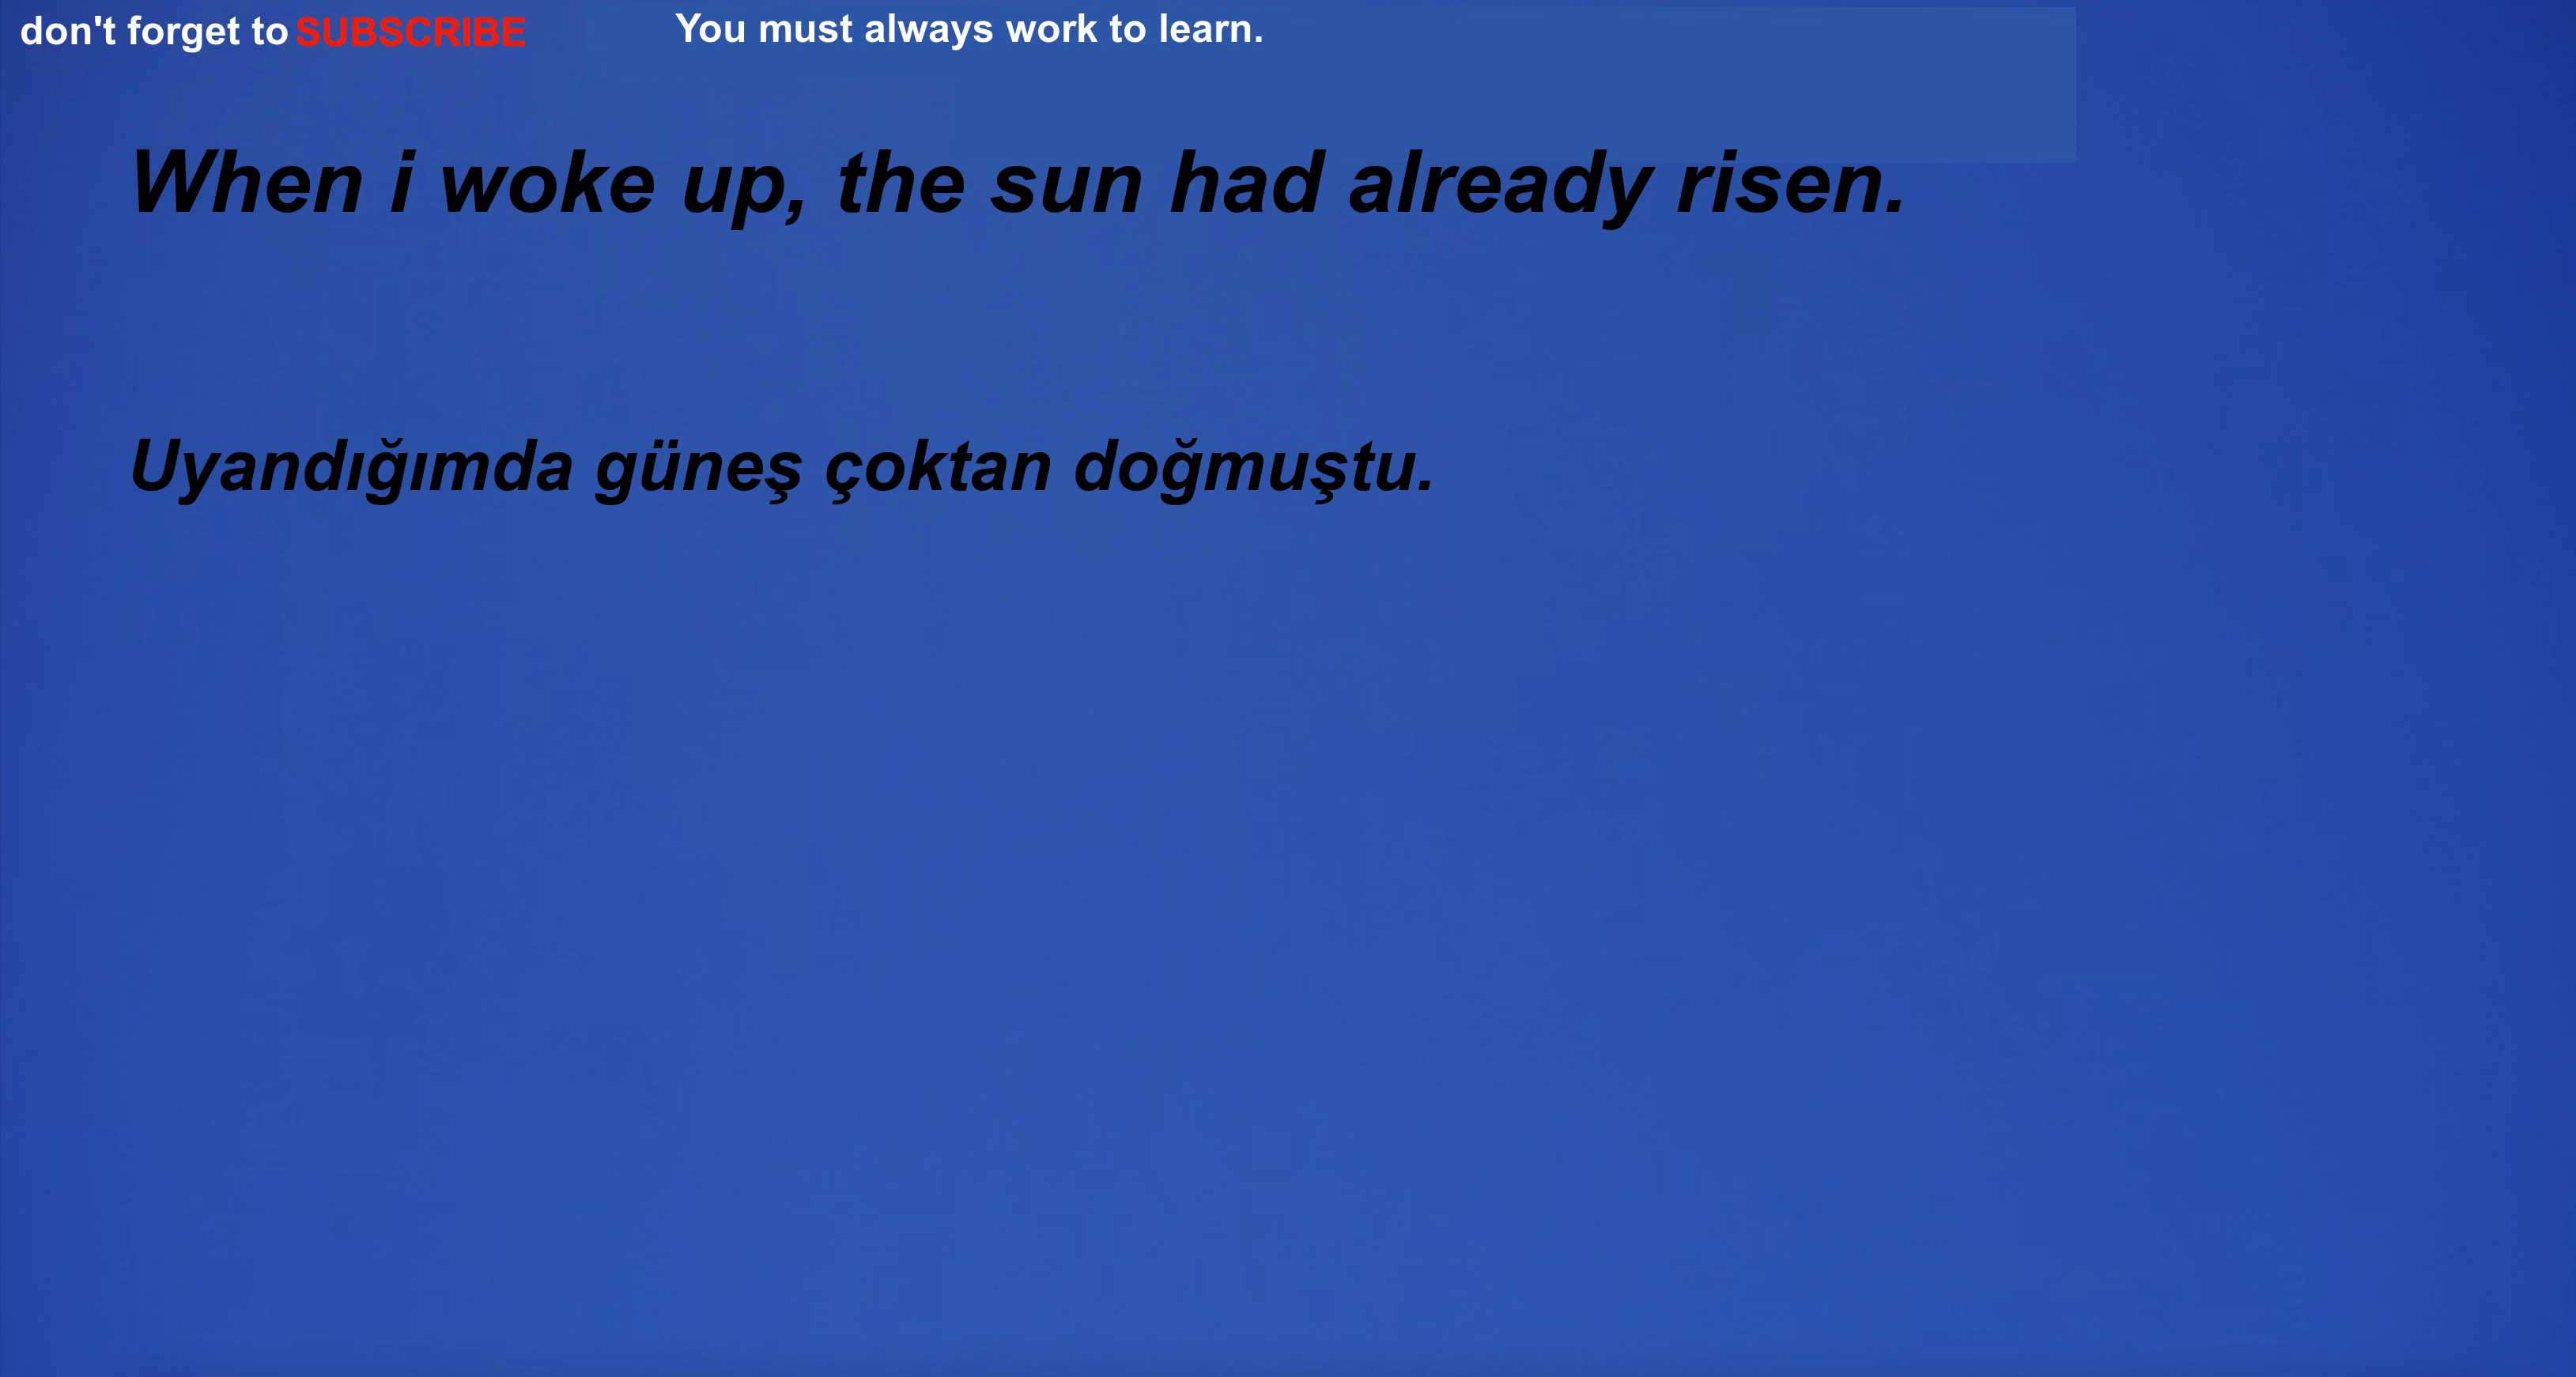 don't forget to SUBSCRIBE You must always work to learn.
When i woke up, the sun had already risen.
Uyandığımda güneş çoktan doğmuştu.